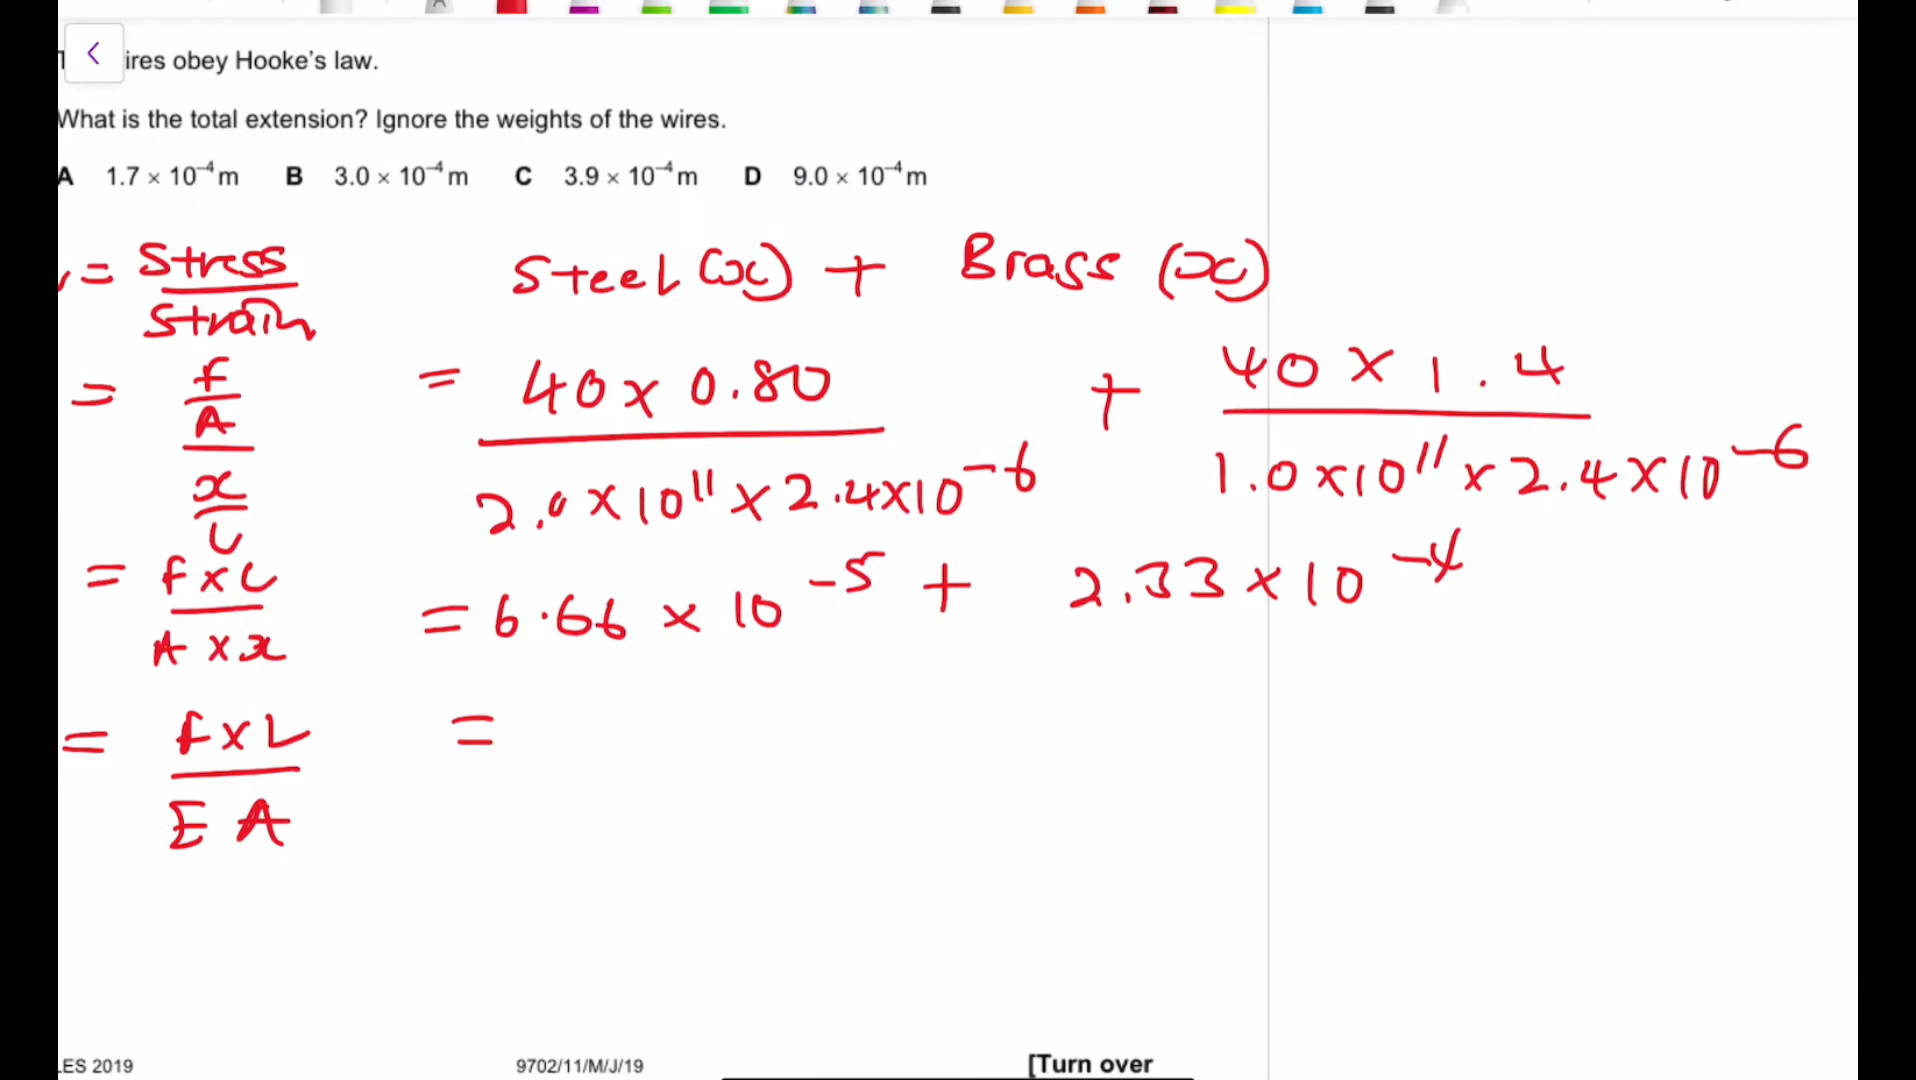 ires obey Hooke's law.
What is the total extension? Ignore the weights of the wires.
A 1.7 × 10⁻⁴ m B 3.0 × 10⁻⁴ m C 3.9 × 10⁻⁴ m D 9.0 × 10⁻⁴ m
= Stress / Strain
Steel (x) + Brass (x)
= F/A / x/L
= 40 × 0.80 / 2.0 × 10¹¹ × 2.4 × 10⁻⁶ + 40 × 1.4 / 1.0 × 10¹¹ × 2.4 × 10⁻⁶
= F × L / A × x
= 6.66 × 10⁻⁵ + 2.33 × 10⁻⁴
= F × L / E A
=
LES 2019 9702/11/M/J/19 [Turn over